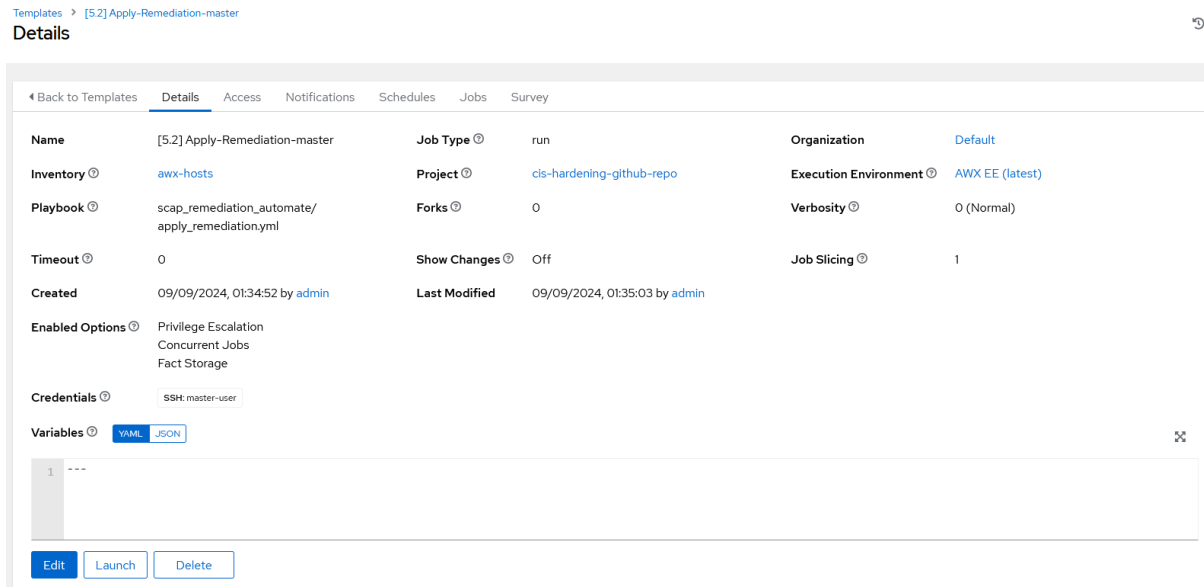 Templates > [5.2] Apply-Remediation-master
Details
Back to Templates Details Access Notifications Schedules Jobs Survey
Name [5.2] Apply-Remediation-master Job Type run Organization Default
Inventory awx-hosts Project cis-hardening-github-repo Execution Environment AWX EE (latest)
Playbook scap_remediation_automate/ Forks 0 Verbosity 0 (Normal)
apply_remediation.yml
Timeout 0 Show Changes Off Job Slicing 1
Created 09/09/2024, 01:34:52 by admin Last Modified 09/09/2024, 01:35:03 by admin
Enabled Options Privilege Escalation
Concurrent Jobs
Fact Storage
Credentials SSH: master-user
Variables YAML JSON
1 ---
Edit Launch Delete